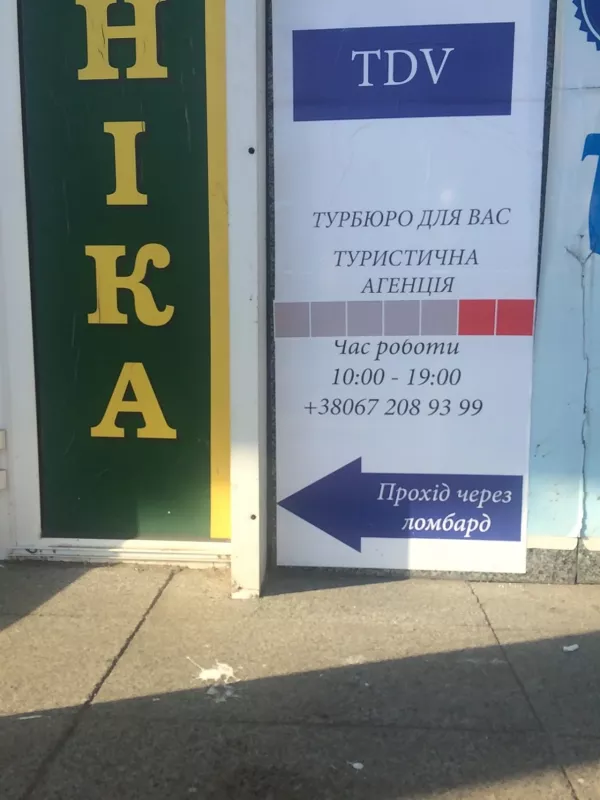 НІКА
TDV
ТУРБЮРО ДЛЯ ВАС
ТУРИСТИЧНА
АГЕНЦІЯ
Час роботи
10:00 - 19:00
+38067 208 93 99
Прохід через
ломбард